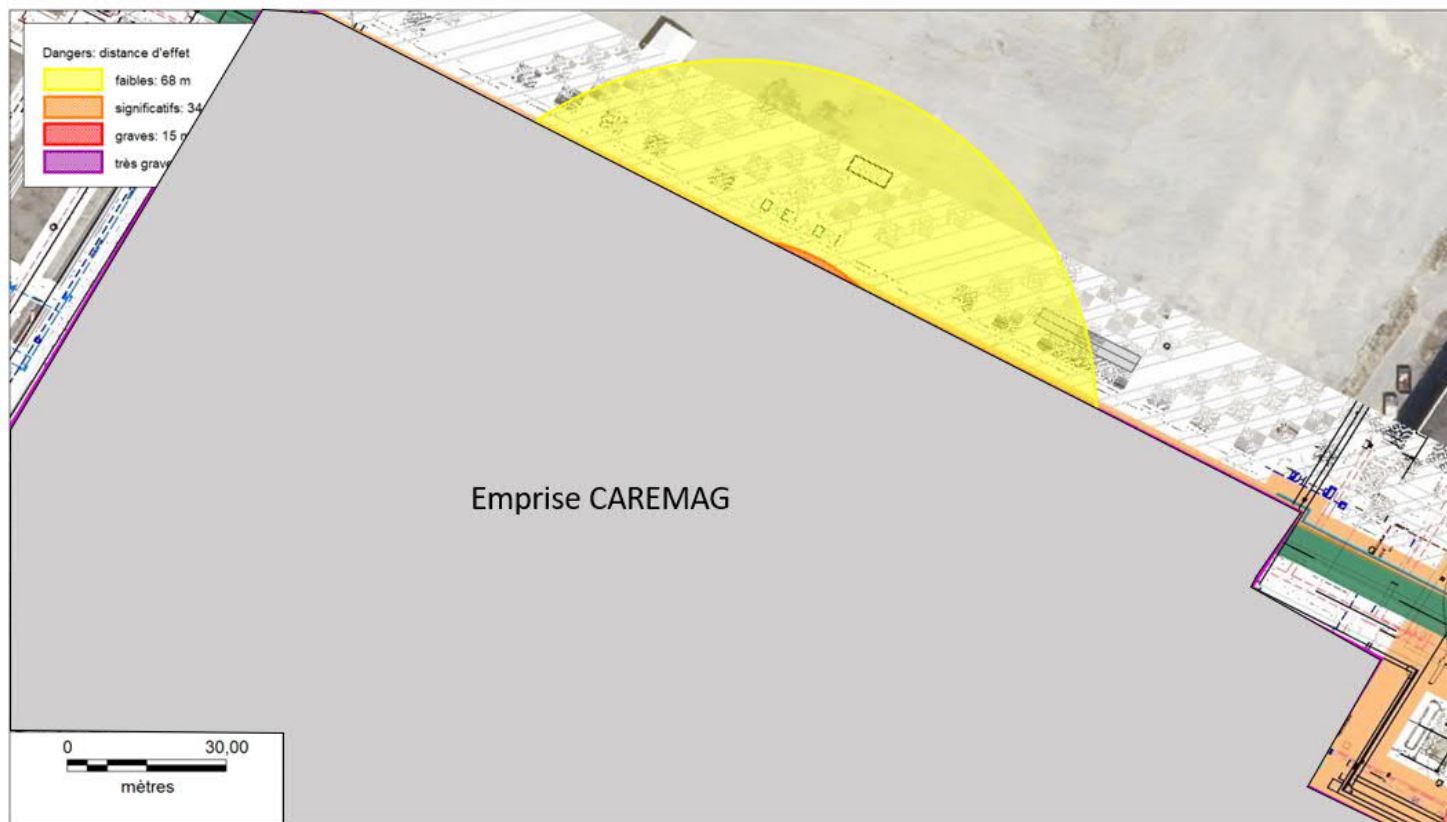 Dangers: distance d'effet
faibles: 68 m
significatifs: 34
graves: 15 m
très grave
Emprise CAREMAG
0 30,00
mètres